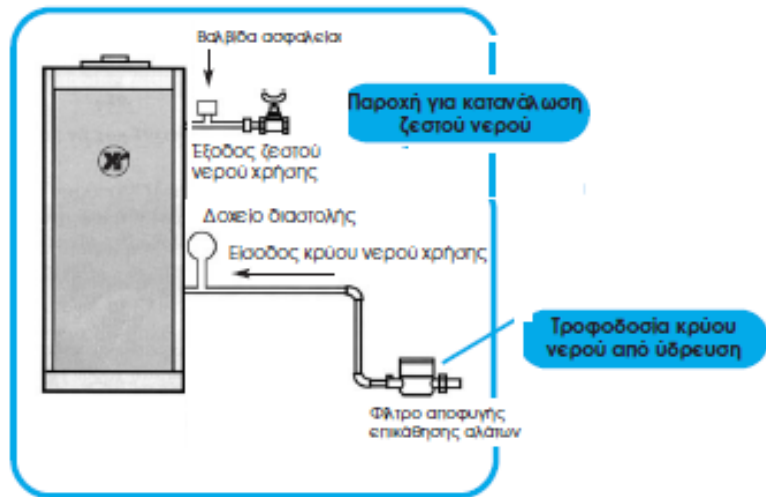 Βαλβίδα ασφαλείαι
Παροχή για κατανάλωση
ζεστού νερού
Έξοδος ζεστού
νερού χρήσης
Δοχείο διαστολής
Είσοδος κρύου νερού χρήσης
Τροφοδοσία κρύου
νερού από ύδρευση
Φίλτρο αποφυγής
επικάθησης αλάτων